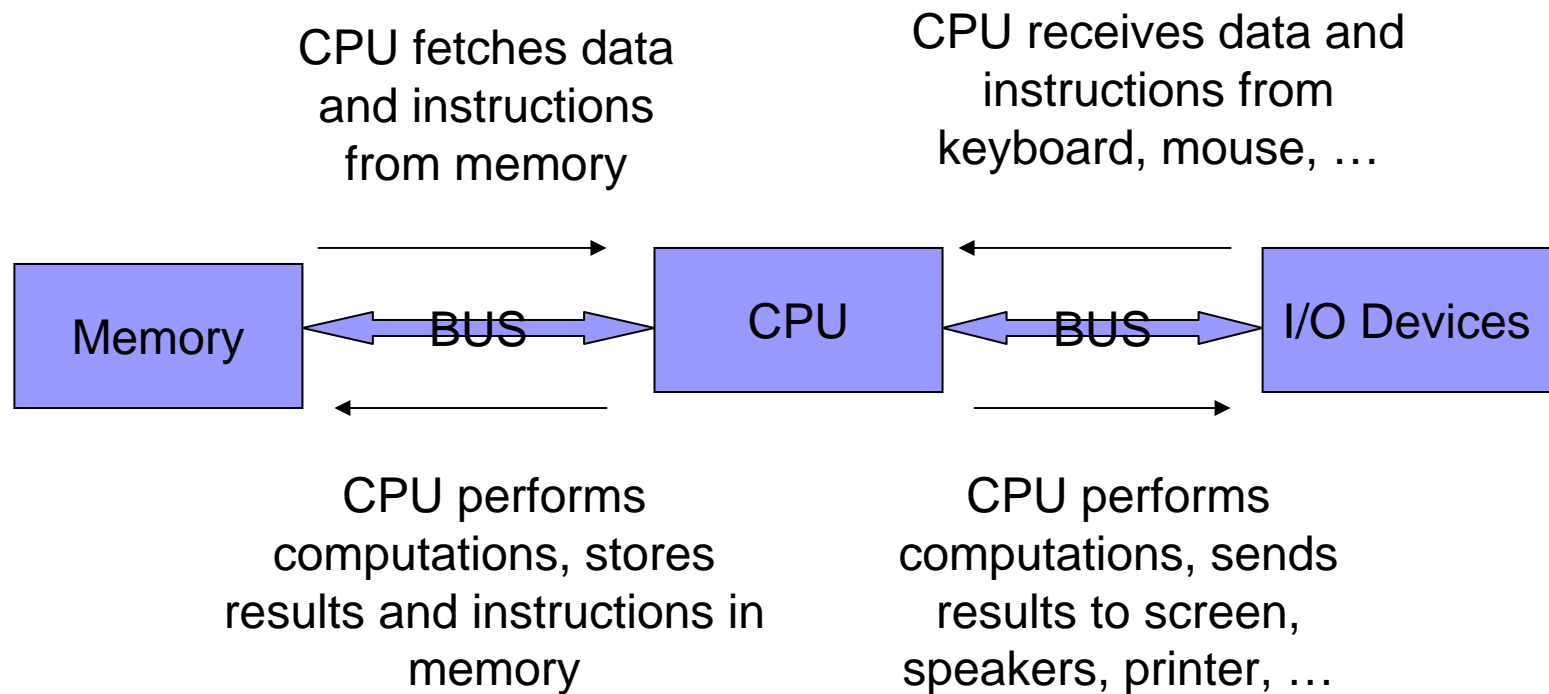 CPU fetches data
and instructions
from memory
CPU receives data and
instructions from
keyboard, mouse, …
Memory
BUS
CPU
BUS
I/O Devices
CPU performs
computations, stores
results and instructions in
memory
CPU performs
computations, sends
results to screen,
speakers, printer, …